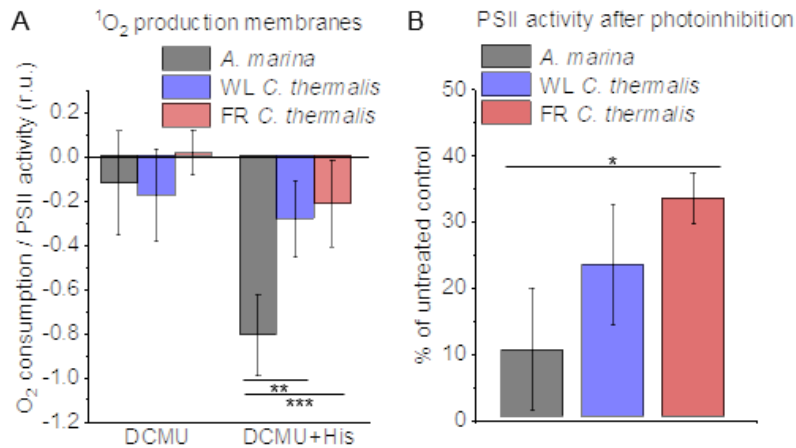 A
¹O₂ production membranes
A. marina
WL C. thermalis
FR C. thermalis
O₂ consumption / PSII activity (r.u.)
0.2
0.0
-0.2
-0.4
-0.6
-0.8
-1.0
-1.2
**
***
DCMU
DCMU+His
B
PSII activity after photoinhibition
A. marina
WL C. thermalis
FR C. thermalis
% of untreated control
50
40
30
20
10
0
*